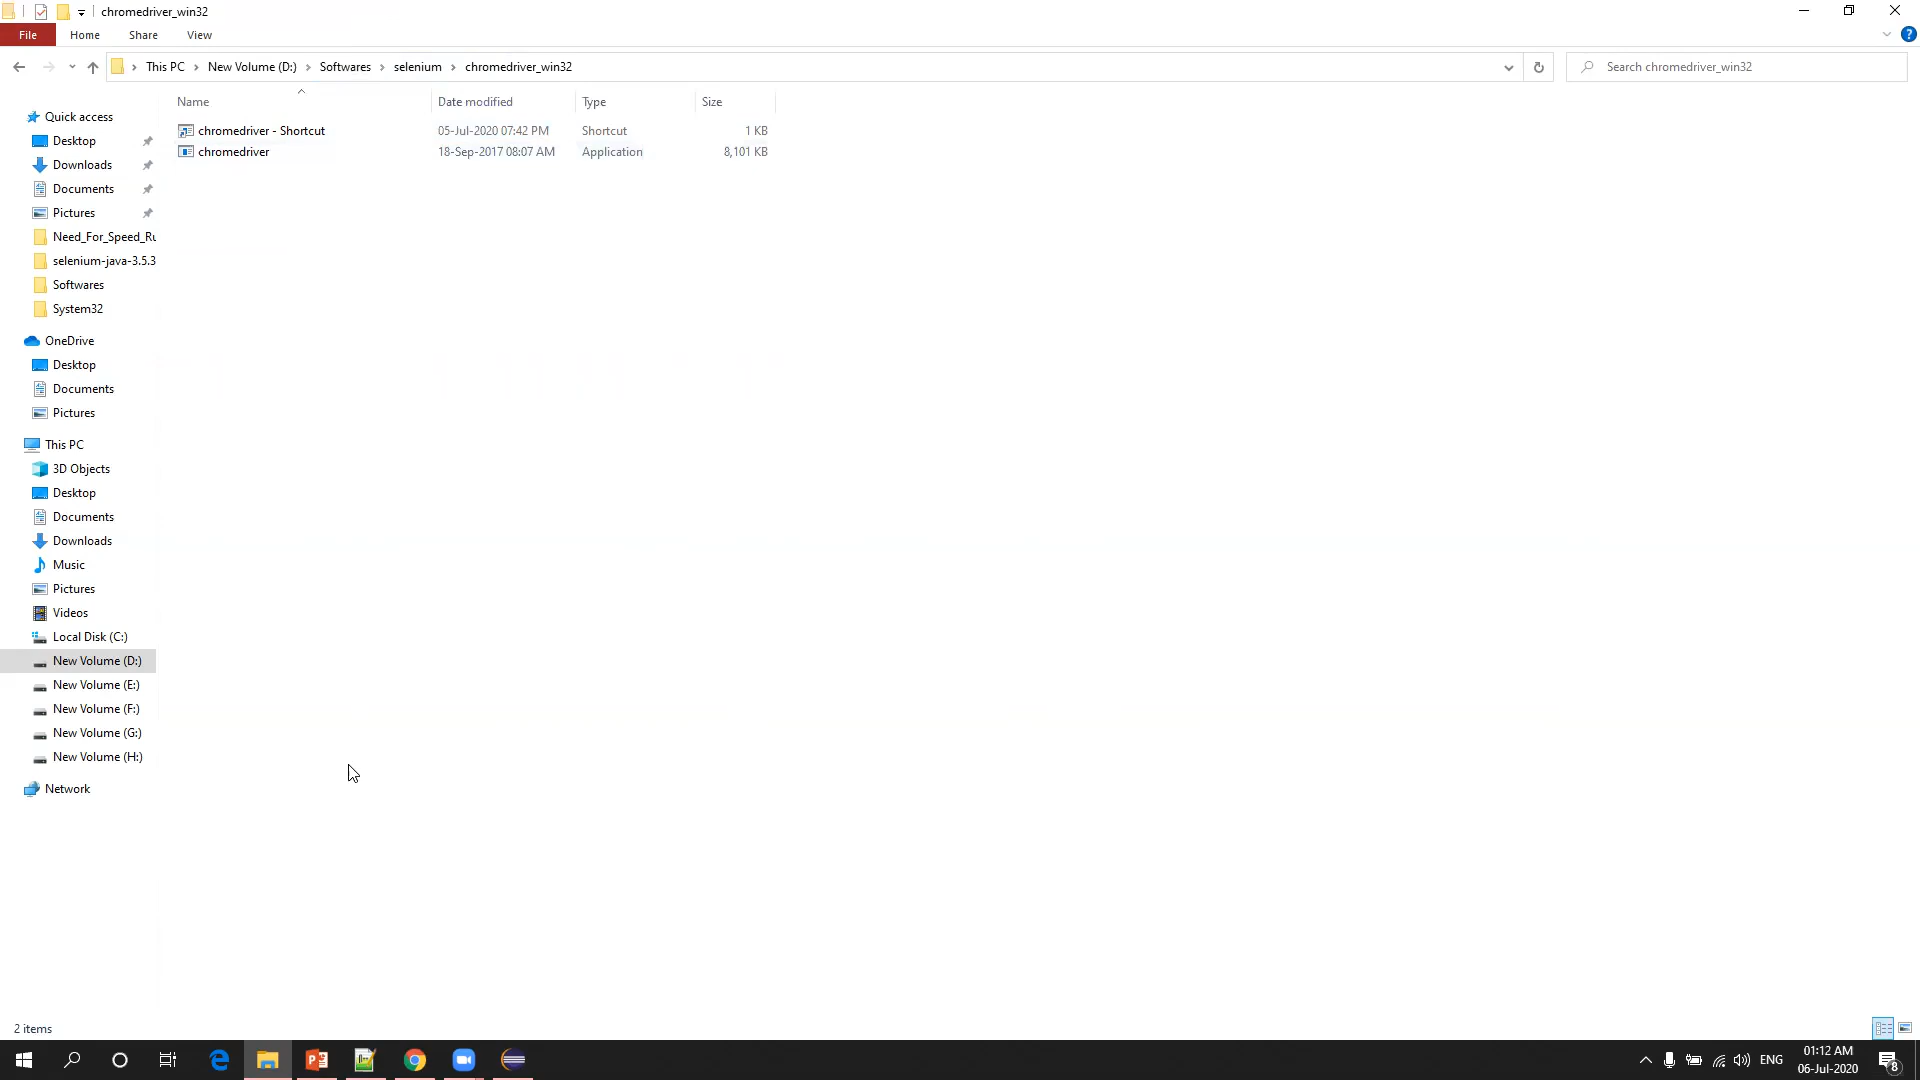 chromedriver_win32
File Home Share View
This PC New Volume (D:) Softwares selenium chromedriver_win32
Search chromedriver_win32
Name Date modified Type Size
chromedriver - Shortcut 05-Jul-2020 07:42 PM Shortcut 1 KB
chromedriver 18-Sep-2017 08:07 AM Application 8,101 KB
Quick access
Desktop
Downloads
Documents
Pictures
Need_For_Speed_Ru
selenium-java-3.5.3
Softwares
System32
OneDrive
Desktop
Documents
Pictures
This PC
3D Objects
Desktop
Documents
Downloads
Music
Pictures
Videos
Local Disk (C:)
New Volume (D:)
New Volume (E:)
New Volume (F:)
New Volume (G:)
New Volume (H:)
Network
2 items
ENG
01:12 AM
06-Jul-2020
8